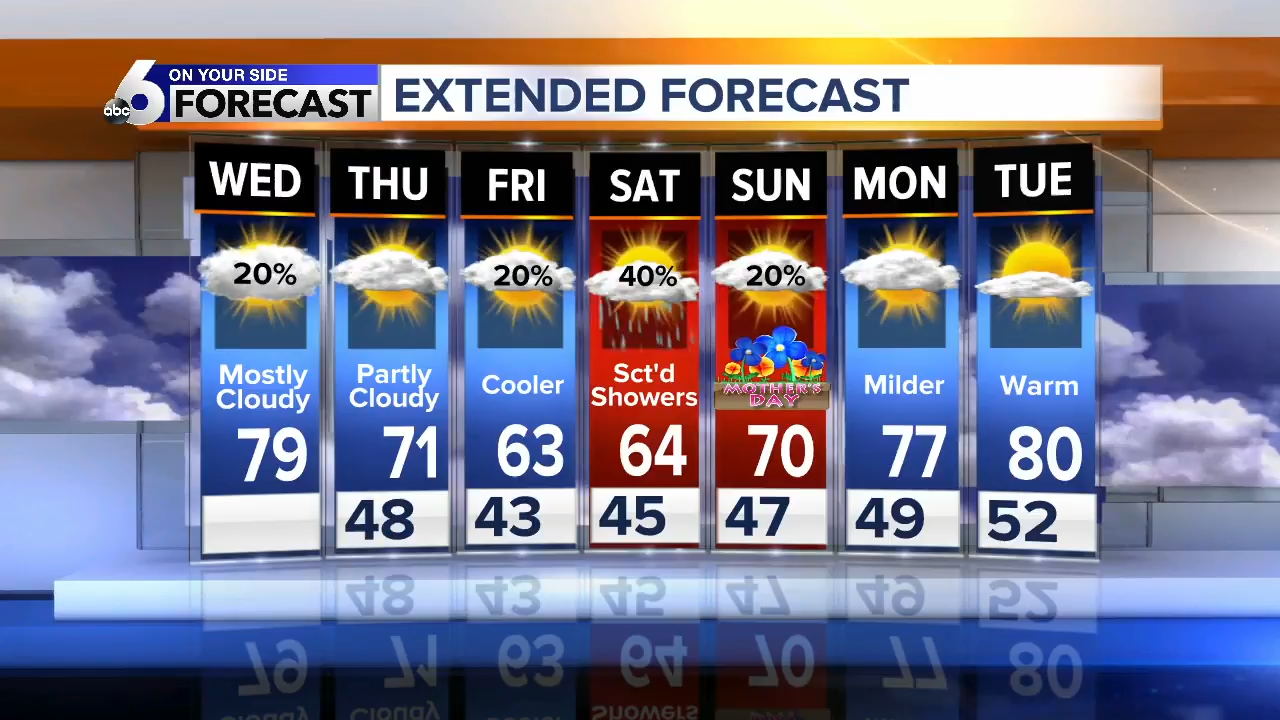 abc 6 ON YOUR SIDE
FORECAST
EXTENDED FORECAST
WED THU FRI SAT SUN MON TUE
20% 20% 40% 20%
Mostly
Cloudy
Partly
Cloudy
Cooler
Sct'd
Showers
MOTHER'S
DAY
Milder
Warm
79 71 63 64 70 77 80
48 43 45 47 49 52